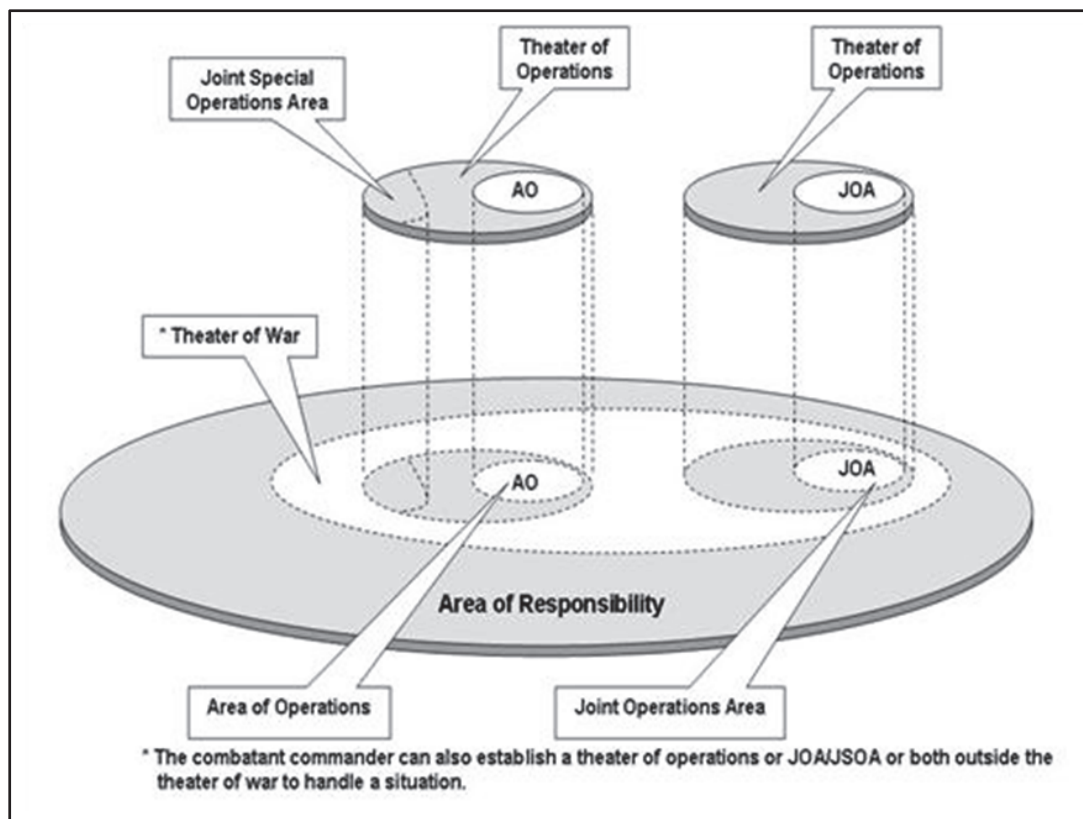 Theater of
Operations
Theater of
Operations
Joint Special
Operations Area
AO
JOA
* Theater of War
AO
JOA
Area of Responsibility
Area of Operations
Joint Operations Area
* The combatant commander can also establish a theater of operations or JOA/JSOA or both outside the
theater of war to handle a situation.